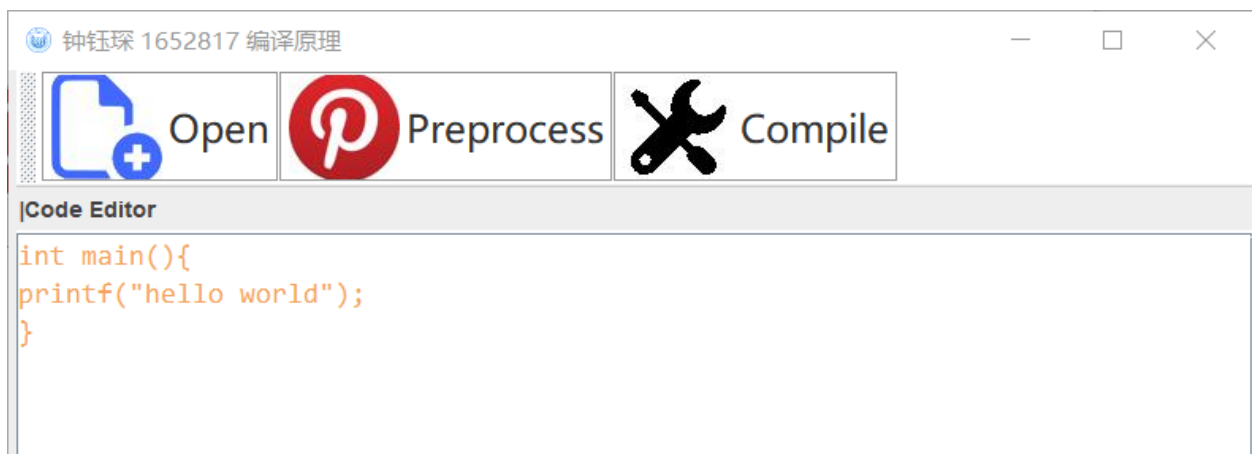 钟钰琛 1652817 编译原理
Open Preprocess Compile
|Code Editor
int main(){
printf("hello world");
}